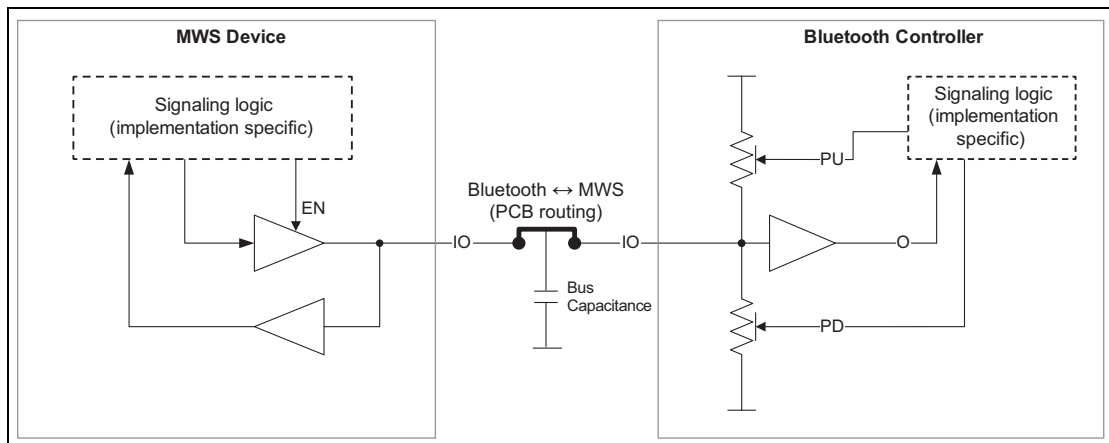 MWS Device
Signaling logic
(implementation specific)
EN
IO
Bluetooth ↔ MWS
(PCB routing)
IO
Bus
Capacitance
Bluetooth Controller
Signaling logic
(implementation
specific)
PU
O
PD